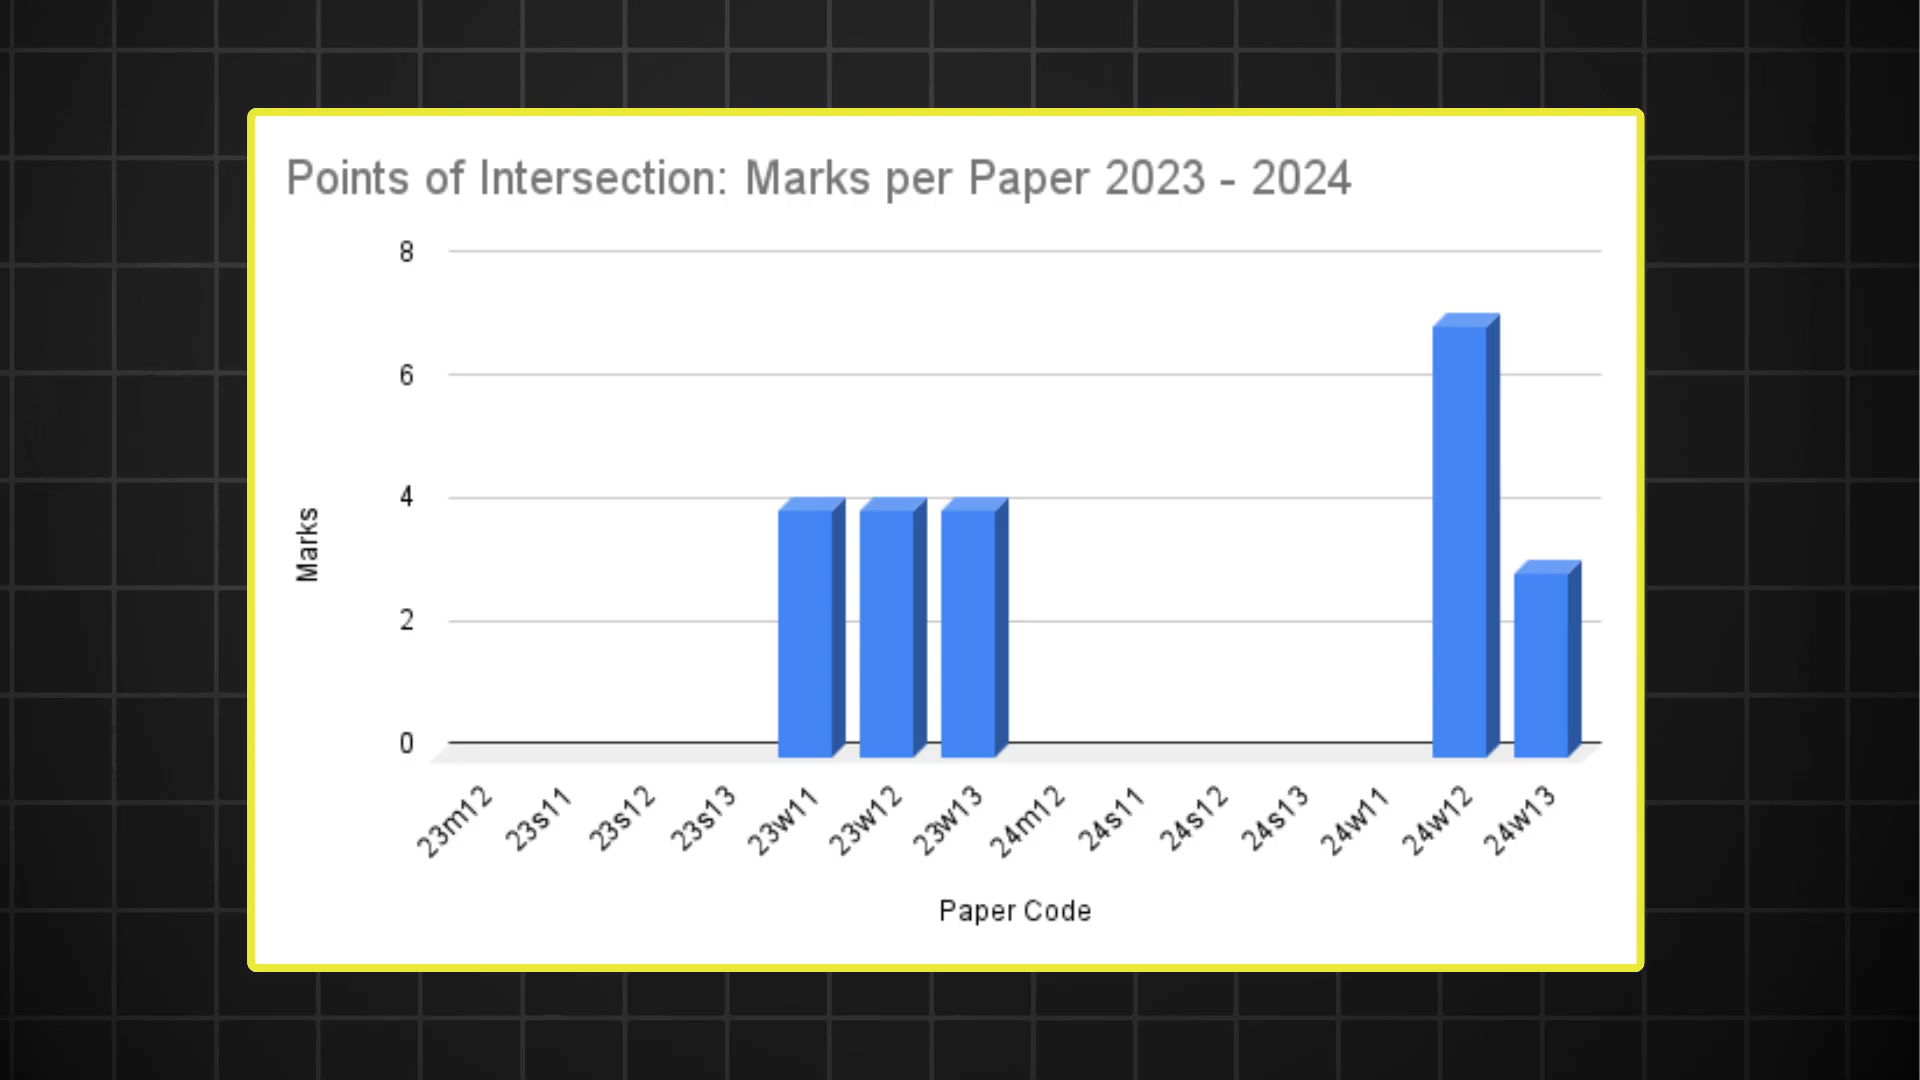 Points of Intersection: Marks per Paper 2023 - 2024
8
6
4
2
0
Marks
23m12
23s11
23s12
23s13
23w11
23w12
23w13
24m12
24s11
24s12
24s13
24w11
24w12
24w13
Paper Code